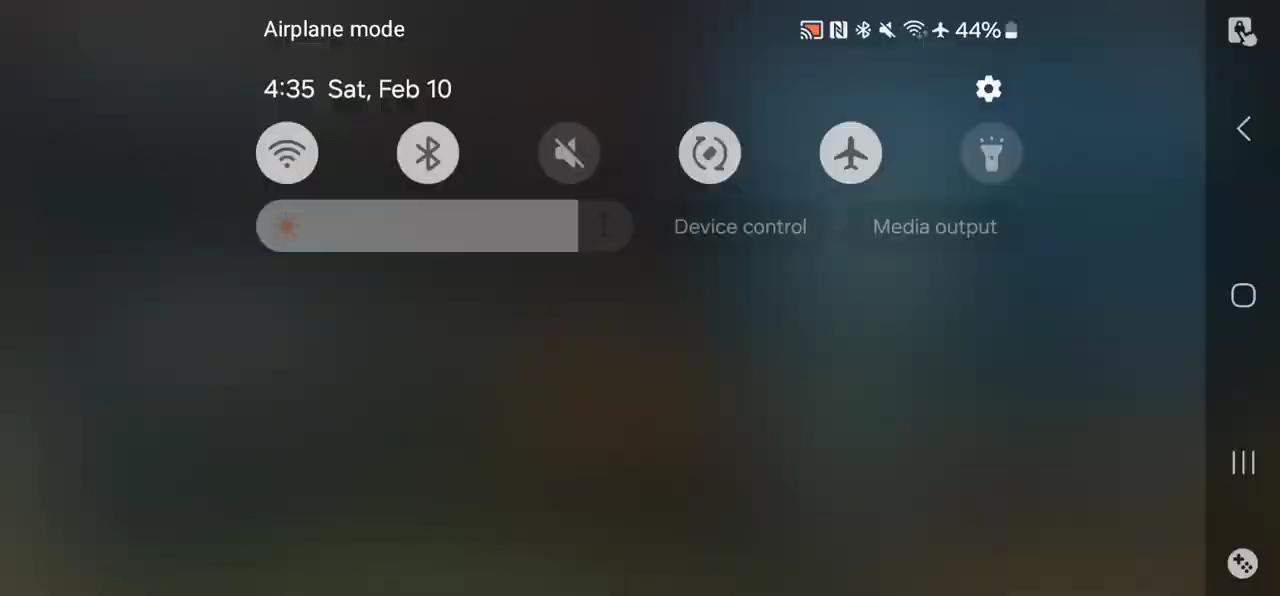 Airplane mode
44%
4:35 Sat, Feb 10
Device control
Media output